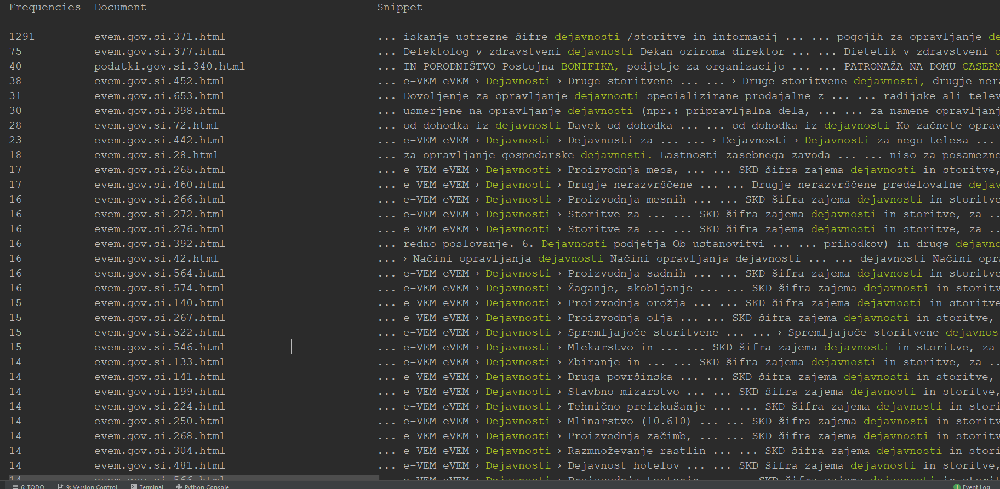 Frequencies Document Snippet
----------- ------------------------------------------ -----------------------------------------------------------
1291 evem.gov.si.371.html ... iskanje ustrezne šifre dejavnosti /storitve in informacij ... ... pogojih za opravljanje de
75 evem.gov.si.377.html ... Defektolog v zdravstveni dejavnosti Dekan oziroma direktor ... ... Dietetik v zdravstveni d
40 podatki.gov.si.340.html ... IN PORODNIŠTVO Postojna BONIFIKA, podjetje za organizacijo ... ... PATRONAŽA NA DOMU CASERM
38 evem.gov.si.452.html ... e-VEM eVEM › Dejavnosti › Druge storitvene ... ... › Druge storitvene dejavnosti, drugje nera
31 evem.gov.si.653.html ... Dovoljenje za opravljanje dejavnosti specializirane prodajalne z ... ... radijske ali telev
30 evem.gov.si.398.html ... usmerjene na opravljanje dejavnosti (npr.: pripravljalna dela, ... ... za namene opravljanj
28 evem.gov.si.72.html ... od dohodka iz dejavnosti Davek od dohodka ... ... od dohodka iz dejavnosti Ko začnete oprav
23 evem.gov.si.442.html ... e-VEM eVEM › Dejavnosti › Dejavnosti za ... ... › Dejavnosti › Dejavnosti za nego telesa ...
18 evem.gov.si.28.html ... za opravljanje gospodarske dejavnosti. Lastnosti zasebnega zavoda ... ... niso za posamezne
17 evem.gov.si.265.html ... e-VEM eVEM › Dejavnosti › Proizvodnja mesa, ... ... SKD šifra zajema dejavnosti in storitve,
17 evem.gov.si.460.html ... e-VEM eVEM › Dejavnosti › Drugje nerazvrščene ... ... Drugje nerazvrščene predelovalne dejav
16 evem.gov.si.266.html ... e-VEM eVEM › Dejavnosti › Proizvodnja mesnih ... ... SKD šifra zajema dejavnosti in storitve
16 evem.gov.si.272.html ... e-VEM eVEM › Dejavnosti › Storitve za ... ... SKD šifra zajema dejavnosti in storitve, za ..
16 evem.gov.si.276.html ... e-VEM eVEM › Dejavnosti › Storitve za ... ... SKD šifra zajema dejavnosti in storitve, za ..
16 evem.gov.si.392.html ... redno poslovanje. 6. Dejavnosti podjetja Ob ustanovitvi ... ... prihodkov) in druge dejavno
16 evem.gov.si.42.html ... › Načini opravljanja dejavnosti Načini opravljanja dejavnosti ... ... dejavnosti Načini opra
16 evem.gov.si.564.html ... e-VEM eVEM › Dejavnosti › Proizvodnja sadnih ... ... SKD šifra zajema dejavnosti in storitve
16 evem.gov.si.574.html ... e-VEM eVEM › Dejavnosti › Žaganje, skobljanje ... ... SKD šifra zajema dejavnosti in storitv
15 evem.gov.si.140.html ... e-VEM eVEM › Dejavnosti › Proizvodnja orožja ... ... SKD šifra zajema dejavnosti in storitve
15 evem.gov.si.267.html ... e-VEM eVEM › Dejavnosti › Proizvodnja olja ... ... SKD šifra zajema dejavnosti in storitve,
15 evem.gov.si.522.html ... e-VEM eVEM › Dejavnosti › Spremljajoče storitvene ... ... › Spremljajoče storitvene dejavnos
15 evem.gov.si.546.html ... e-VEM eVEM › Dejavnosti › Mlekarstvo in ... ... SKD šifra zajema dejavnosti in storitve, za
14 evem.gov.si.133.html ... e-VEM eVEM › Dejavnosti › Zbiranje in ... ... SKD šifra zajema dejavnosti in storitve, za ..
14 evem.gov.si.141.html ... e-VEM eVEM › Dejavnosti › Druga površinska ... ... SKD šifra zajema dejavnosti in storitve,
14 evem.gov.si.199.html ... e-VEM eVEM › Dejavnosti › Stavbno mizarstvo ... ... SKD šifra zajema dejavnosti in storitve,
14 evem.gov.si.224.html ... e-VEM eVEM › Dejavnosti › Tehnično preizkušanje ... ... SKD šifra zajema dejavnosti in stori
14 evem.gov.si.250.html ... e-VEM eVEM › Dejavnosti › Mlinarstvo (10.610) ... ... SKD šifra zajema dejavnosti in storitv
14 evem.gov.si.268.html ... e-VEM eVEM › Dejavnosti › Proizvodnja začimb, ... ... SKD šifra zajema dejavnosti in storitv
14 evem.gov.si.304.html ... e-VEM eVEM › Dejavnosti › Razmnoževanje rastlin ... ... SKD šifra zajema dejavnosti in stori
14 evem.gov.si.481.html ... e-VEM eVEM › Dejavnosti › Dejavnost hotelov ... ... SKD šifra zajema dejavnosti in storitve,
14 evem.gov.si.566.html ... e-VEM eVEM › Dejavnosti › Proizvodnja ... ... SKD šifra zajema dejavnosti in storitve
6: TODO 9: Version Control Terminal Python Console 1 Event Log